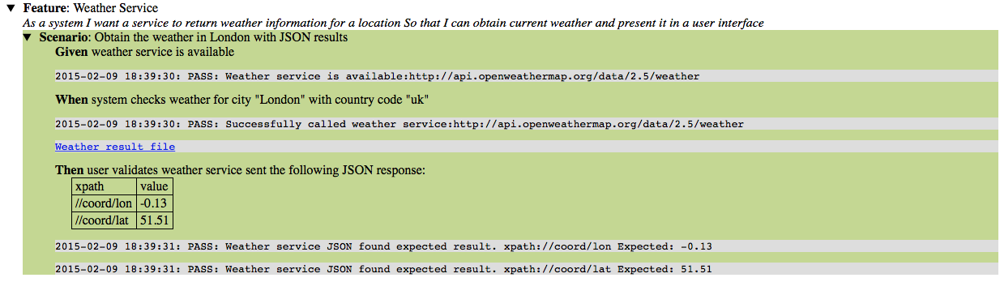 Feature: Weather Service
As a system I want a service to return weather information for a location So that I can obtain current weather and present it in a user interface
Scenario: Obtain the weather in London with JSON results
Given weather service is available
2015-02-09 18:39:30: PASS: Weather service is available:http://api.openweathermap.org/data/2.5/weather
When system checks weather for city "London" with country code "uk"
2015-02-09 18:39:30: PASS: Successfully called weather service:http://api.openweathermap.org/data/2.5/weather
Weather result file
Then user validates weather service sent the following JSON response:
xpath value
//coord/lon -0.13
//coord/lat 51.51
2015-02-09 18:39:31: PASS: Weather service JSON found expected result. xpath://coord/lon Expected: -0.13
2015-02-09 18:39:31: PASS: Weather service JSON found expected result. xpath://coord/lat Expected: 51.51